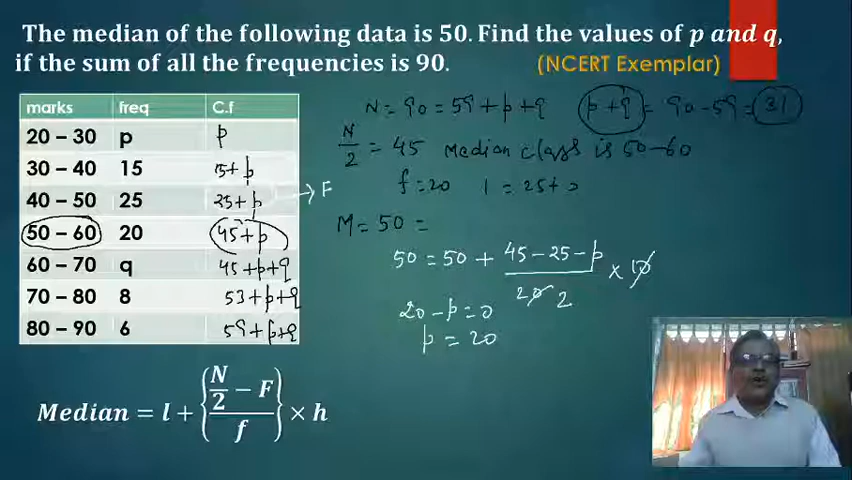 The median of the following data is 50. Find the values of p and q,
if the sum of all the frequencies is 90. (NCERT Exemplar)
marks freq C.f
20 – 30 p p
30 – 40 15 15+p
40 – 50 25 25+p → F
50 – 60 20 45+p
60 – 70 q 45+p+q
70 – 80 8 53+p+q
80 – 90 6 59+p+q
N = 90 = 59+p+q p+q = 90-59 = 31
N/2 = 45 Median class is 50-60
f=20 = 25+
M = 50 =
50 = 50 + (45-25-p)/20 2 × 10
20-p=0
p = 20
Median = l + {(N/2 − F)/f} × h